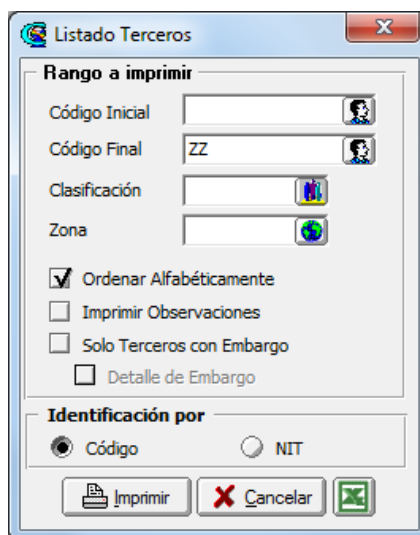 Listado Terceros
Rango a imprimir
Código Inicial
Código Final ZZ
Clasificación
Zona
Ordenar Alfabéticamente
Imprimir Observaciones
Solo Terceros con Embargo
Detalle de Embargo
Identificación por
Código NIT
Imprimir Cancelar